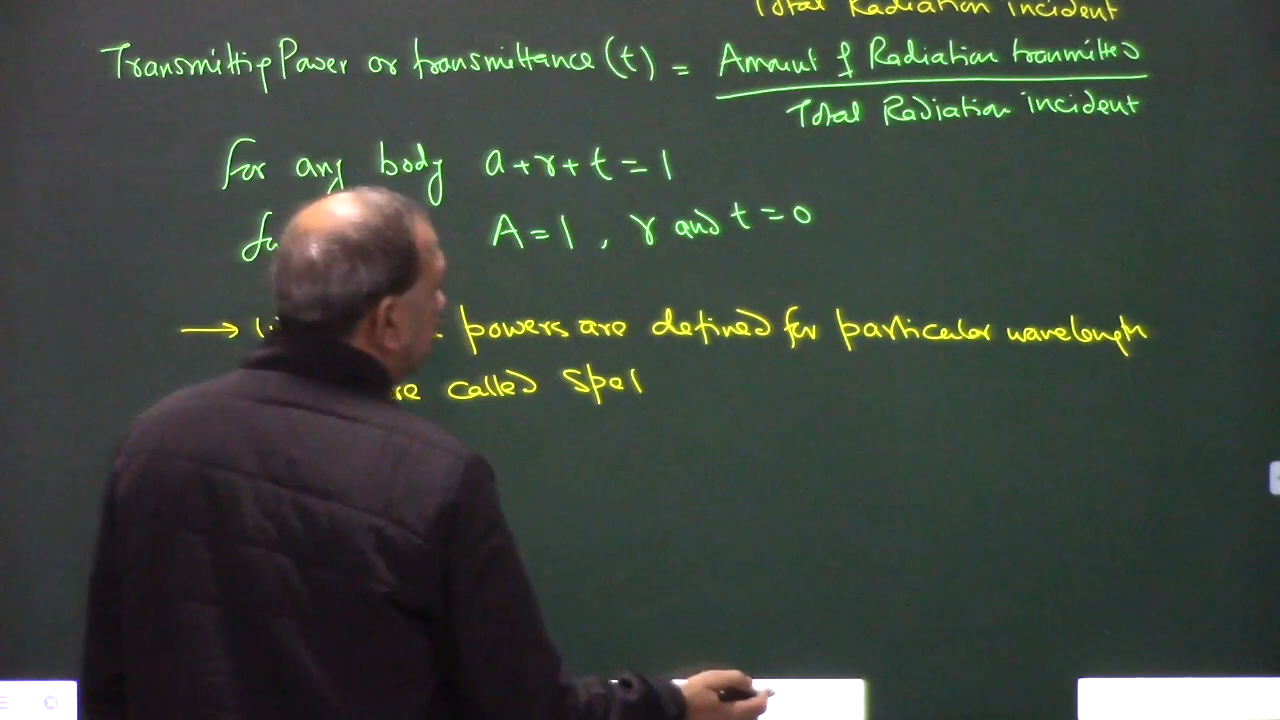 Total Radiation incident
Transmitting Power or transmittance (t) = Amount of Radiation tranmitted
Total Radiation incident
for any body a + r + t = 1
A = 1 , r and t = 0
→ powers are defined for particular wavelength
called Spel